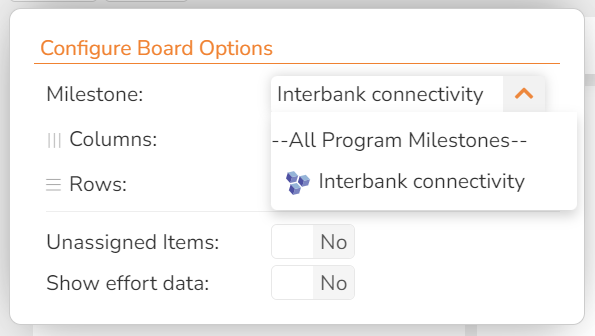 Configure Board Options
Milestone: Interbank connectivity
Columns: --All Program Milestones--
Rows: Interbank connectivity
Unassigned Items: No
Show effort data: No